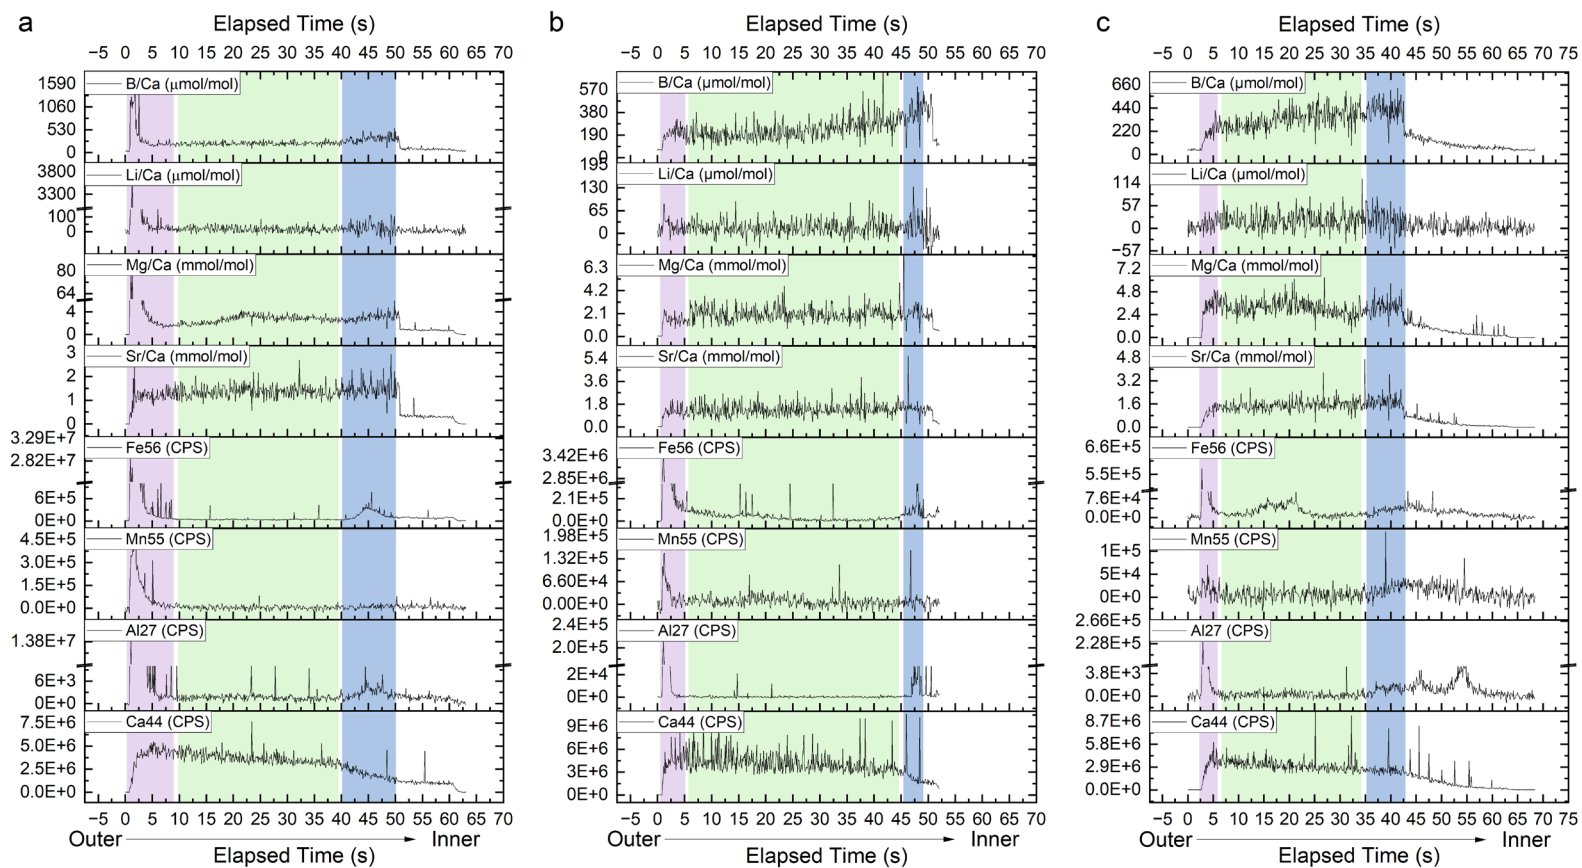 a
Elapsed Time (s)
−5 0 5 10 15 20 25 30 35 40 45 50 65 70
1590
1060
530
0
B/Ca (μmol/mol)
3800
3300
100
0
Li/Ca (μmol/mol)
80
64
4
0
Mg/Ca (mmol/mol)
3
2
1
0
Sr/Ca (mmol/mol)
3.29E+7
2.82E+7
6E+5
0E+0
Fe56 (CPS)
4.5E+5
3.0E+5
1.5E+5
0.0E+0
Mn55 (CPS)
1.38E+7
6E+3
0E+0
Al27 (CPS)
7.5E+6
5.0E+6
2.5E+6
0.0E+0
Ca44 (CPS)
−5 0 5 10 15 20 25 30 35 40 45 50 65 70
Outer Inner
Elapsed Time (s)
b
Elapsed Time (s)
−5 0 5 10 15 20 25 30 35 40 45 50 55 60 65 70
570
380
190
0
B/Ca (μmol/mol)
195
130
65
0
Li/Ca (μmol/mol)
6.3
4.2
2.1
0.0
Mg/Ca (mmol/mol)
5.4
3.6
1.8
0.0
Sr/Ca (mmol/mol)
3.42E+6
2.85E+6
2.1E+5
0.0E+0
Fe56 (CPS)
1.98E+5
1.32E+5
6.60E+4
0.00E+0
Mn55 (CPS)
2.4E+5
2.0E+5
2E+4
0E+0
Al27 (CPS)
9E+6
6E+6
3E+6
0E+0
Ca44 (CPS)
−5 0 5 10 15 20 25 30 35 40 45 50 55 60 65 70
Outer Inner
Elapsed Time (s)
c
Elapsed Time (s)
−5 0 5 10 15 20 25 30 35 40 45 50 55 60 65 70 75
660
440
220
0
B/Ca (μmol/mol)
114
57
0
−57
Li/Ca (μmol/mol)
7.2
4.8
2.4
0.0
Mg/Ca (mmol/mol)
4.8
3.2
1.6
0.0
Sr/Ca (mmol/mol)
6.6E+5
5.5E+5
7.6E+4
0.0E+0
Fe56 (CPS)
1E+5
5E+4
0E+0
Mn55 (CPS)
2.66E+5
2.28E+5
3.8E+3
0.0E+0
Al27 (CPS)
8.7E+6
5.8E+6
2.9E+6
0.0E+0
Ca44 (CPS)
−5 0 5 10 15 20 25 30 35 40 45 50 55 60 65 70 75
Outer Inner
Elapsed Time (s)